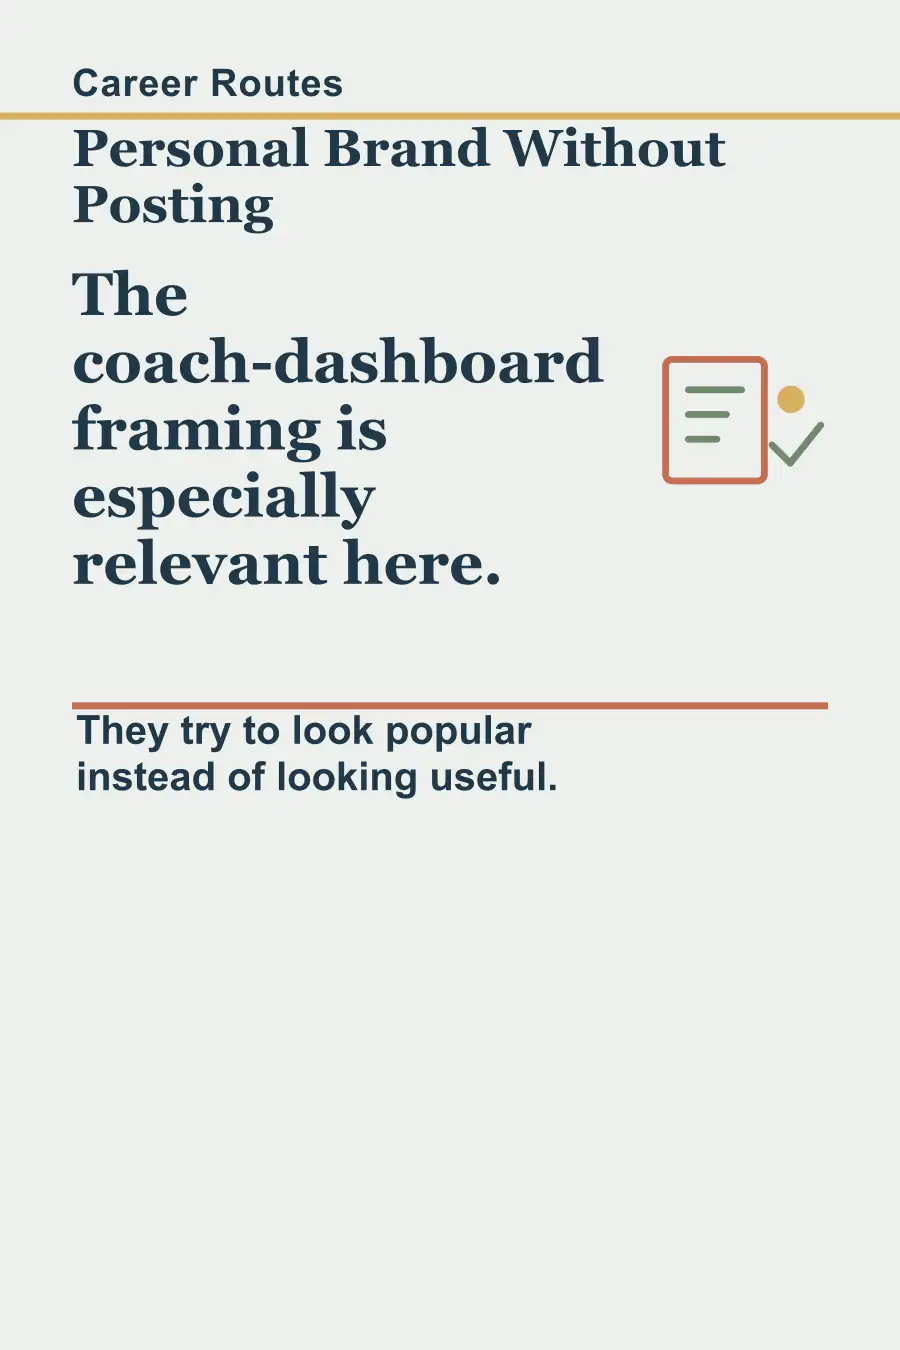 Career Routes
Personal Brand Without
Posting
The
coach-dashboard
framing is
especially
relevant here.
They try to look popular
instead of looking useful.